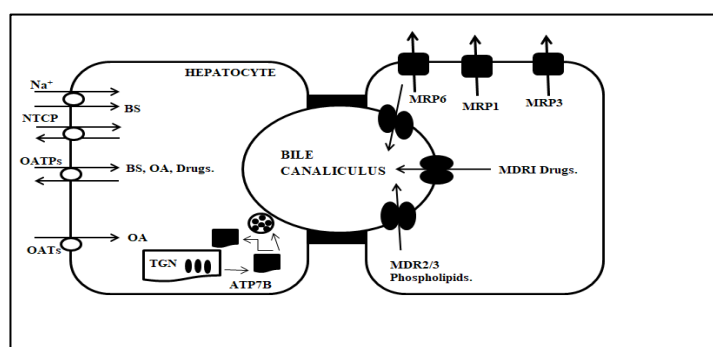 HEPATOCYTE
Na+
BS
NTCP
OATPs
BS, OA, Drugs.
OA
OATs
TGN
ATP7B
BILE
CANALICULUS
MRP6
MRP1
MRP3
MDRI Drugs.
MDR2/3
Phospholipids.